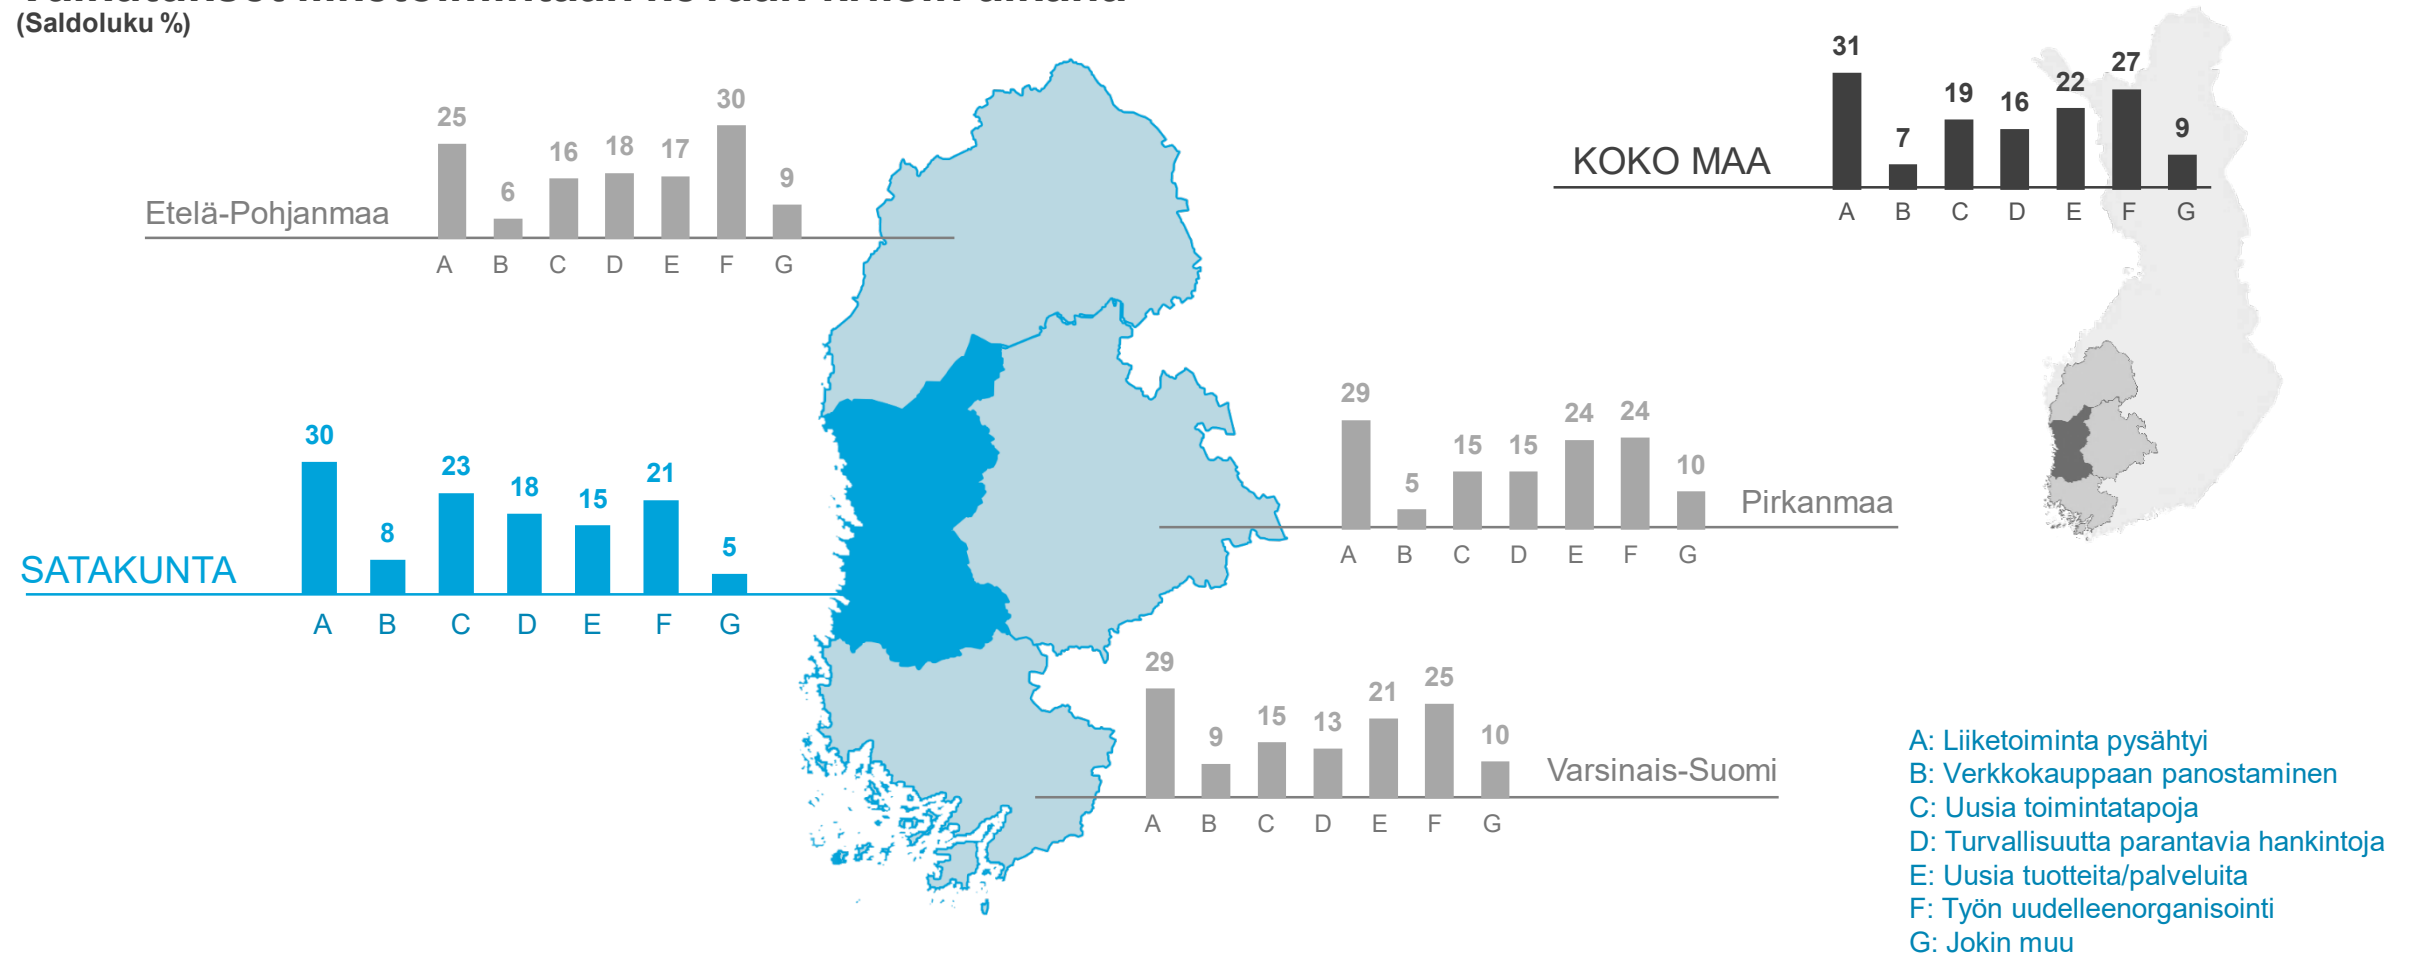 (Saldoluku %)
25 6 16 18 17 30 9
Etelä-Pohjanmaa
A B C D E F G
31 7 19 16 22 27 9
KOKO MAA
A B C D E F G
30 8 23 18 15 21 5
SATAKUNTA
A B C D E F G
29 5 15 15 24 24 10
Pirkanmaa
A B C D E F G
29 9 15 13 21 25 10
Varsinais-Suomi
A B C D E F G
A: Liiketoiminta pysähtyi
B: Verkkokauppaan panostaminen
C: Uusia toimintatapoja
D: Turvallisuutta parantavia hankintoja
E: Uusia tuotteita/palveluita
F: Työn uudelleenorganisointi
G: Jokin muu